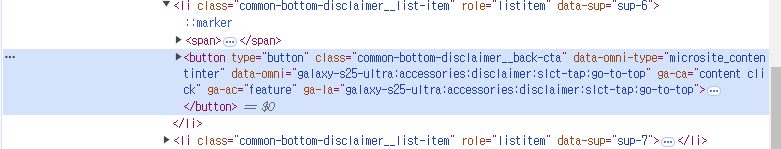 <li class="common-bottom-disclaimer__list-item" role="listitem" data-sup="sup-6">
::marker
<span>…</span>
… <button type="button" class="common-bottom-disclaimer__back-cta" data-omni-type="microsite_conten
tinter" data-omni="galaxy-s25-ultra:accessories:disclaimer:slct-tap:go-to-top" ga-ca="content cli
ck" ga-ac="feature" ga-la="galaxy-s25-ultra:accessories:disclaimer:slct-tap:go-to-top">…
</button> == $0
</li>
<li class="common-bottom-disclaimer__list-item" role="listitem" data-sup="sup-7">…</li>